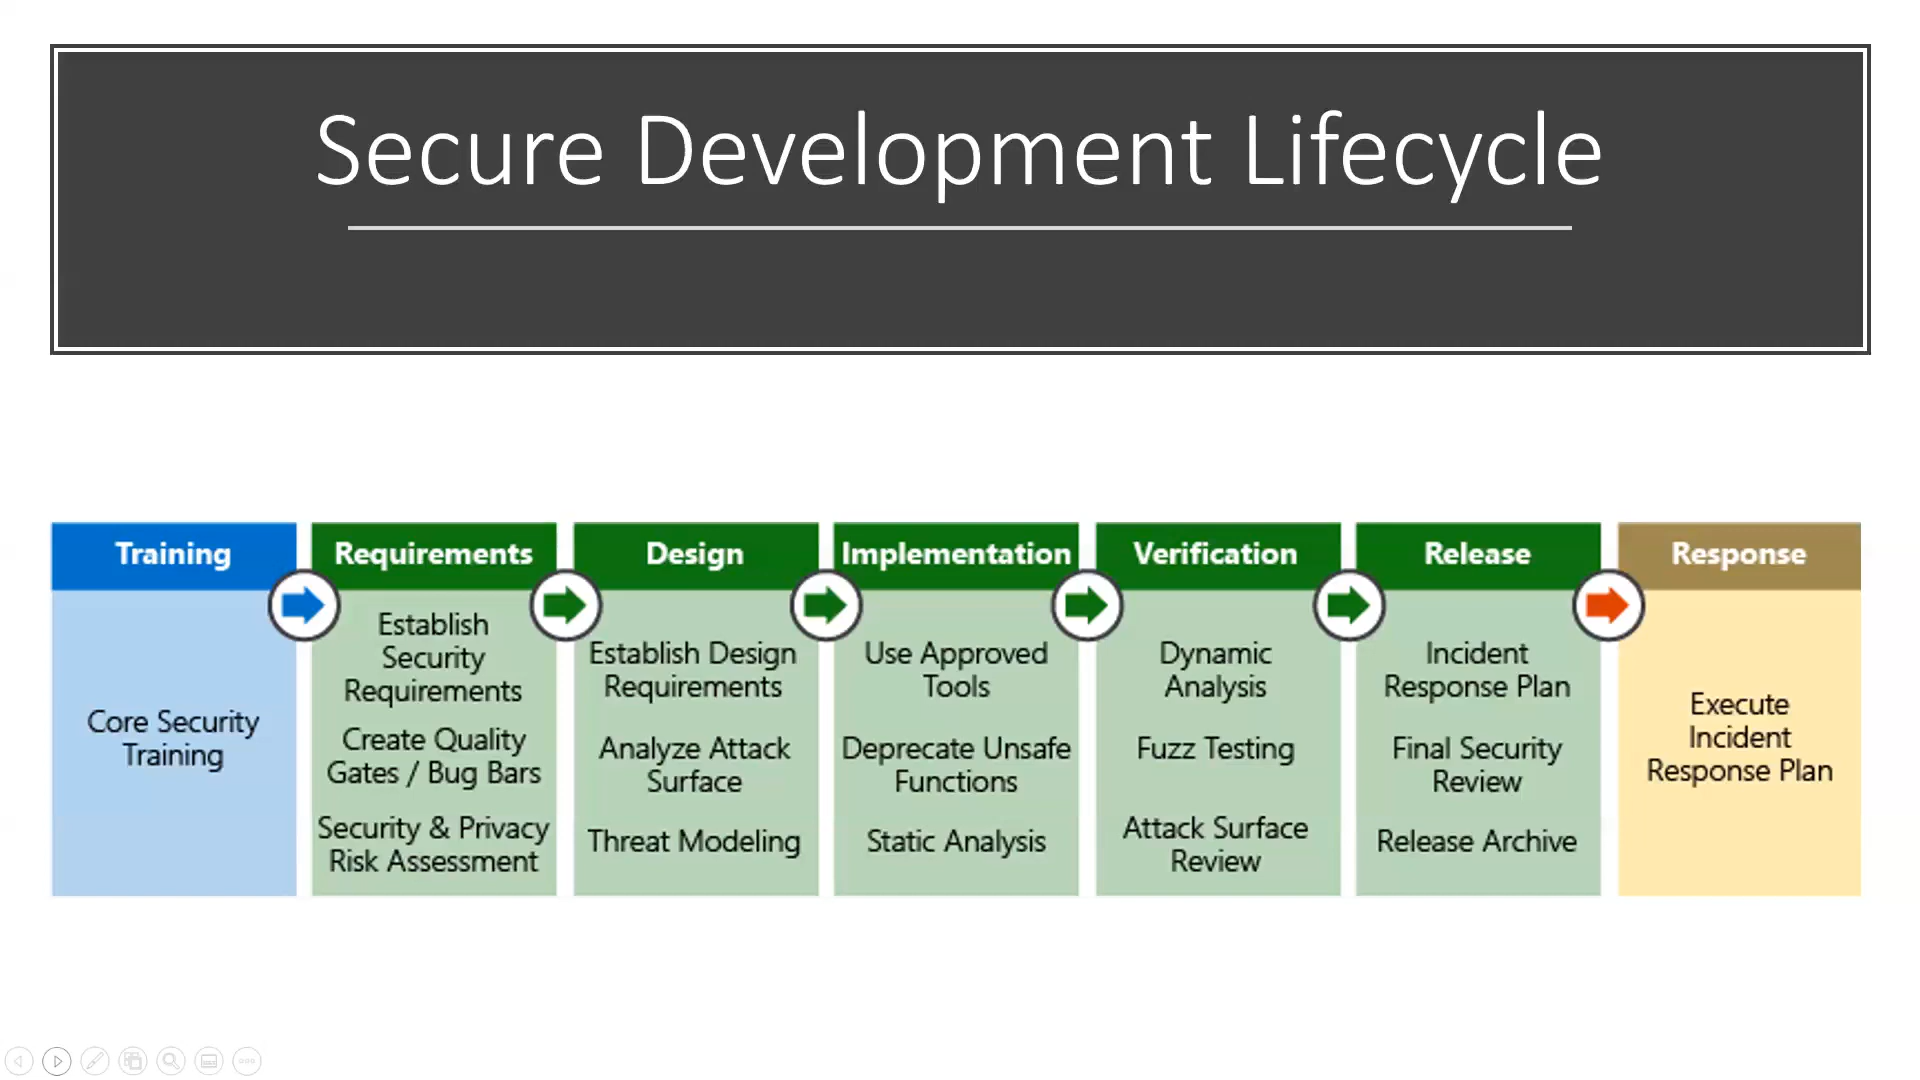 Secure Development Lifecycle
Training
Core Security
Training
Requirements
Establish
Security
Requirements
Create Quality
Gates / Bug Bars
Security & Privacy
Risk Assessment
Design
Establish Design
Requirements
Analyze Attack
Surface
Threat Modeling
Implementation
Use Approved
Tools
Deprecate Unsafe
Functions
Static Analysis
Verification
Dynamic
Analysis
Fuzz Testing
Attack Surface
Review
Release
Incident
Response Plan
Final Security
Review
Release Archive
Response
Execute
Incident
Response Plan